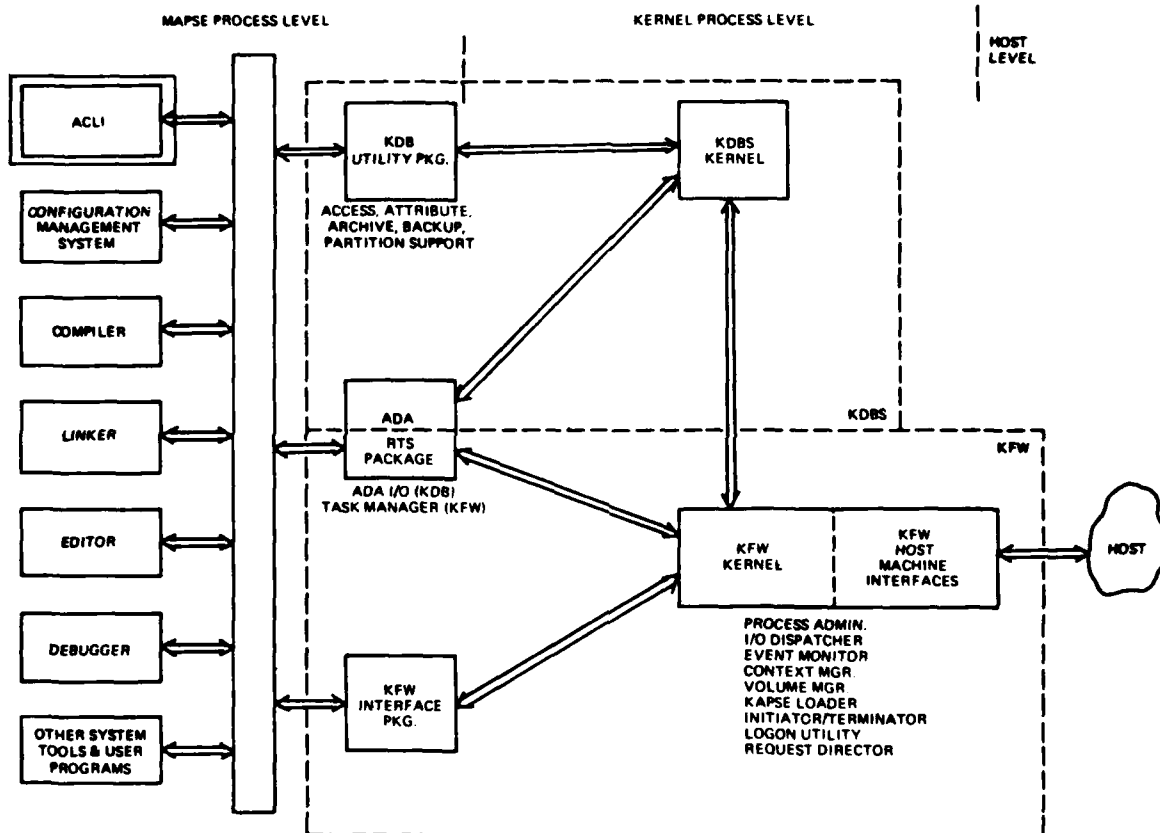 MAPSE PROCESS LEVEL
KERNEL PROCESS LEVEL
HOST
LEVEL
ACLI
CONFIGURATION
MANAGEMENT
SYSTEM
COMPILER
LINKER
EDITOR
DEBUGGER
OTHER SYSTEM
TOOLS & USER
PROGRAMS
KDB
UTILITY PKG.
ACCESS, ATTRIBUTE,
ARCHIVE, BACKUP,
PARTITION SUPPORT
KDBS
KERNEL
ADA
RTS
PACKAGE
ADA I/O (KDB)
TASK MANAGER (KFW)
KDBS
KFW
KFW
KERNEL
KFW
HOST
MACHINE
INTERFACES
HOST
PROCESS ADMIN.
I/O DISPATCHER
EVENT MONITOR
CONTEXT MGR.
VOLUME MGR.
KAPSE LOADER
INITIATOR/TERMINATOR
LOGON UTILITY
REQUEST DIRECTOR
KFW
INTERFACE
PKG.